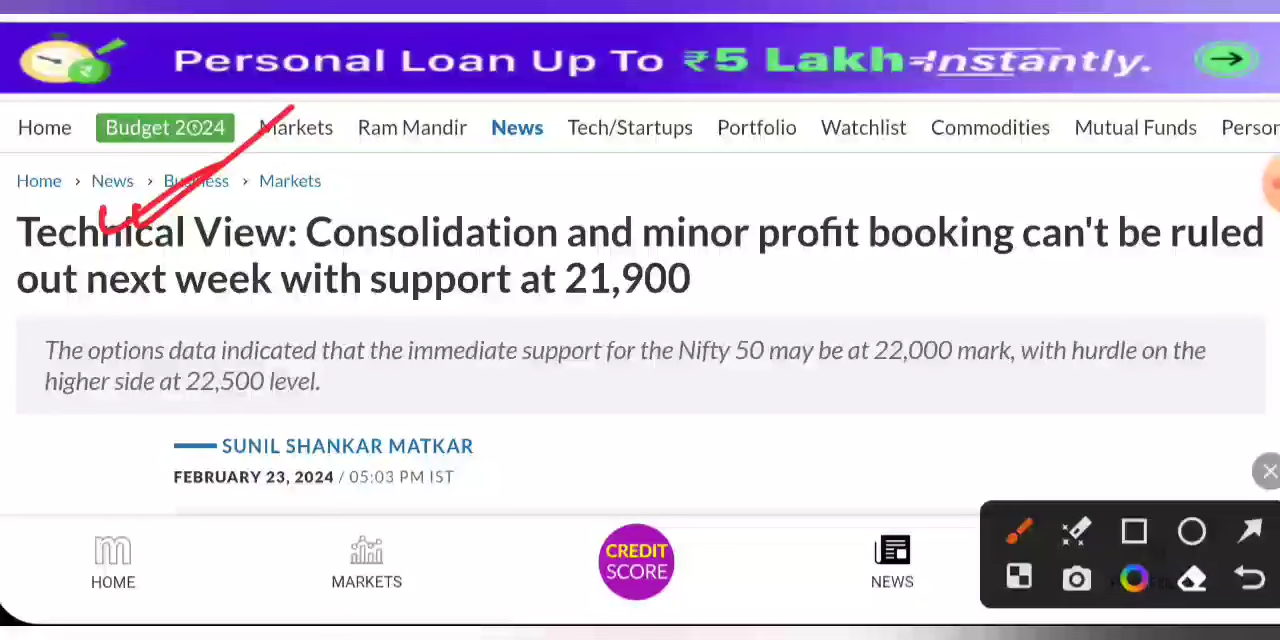 Personal Loan Up To ₹5 Lakh Instantly.
Home Budget 2024 Markets Ram Mandir News Tech/Startups Portfolio Watchlist Commodities Mutual Funds Person
Home › News › Business › Markets
Technical View: Consolidation and minor profit booking can't be ruled
out next week with support at 21,900
The options data indicated that the immediate support for the Nifty 50 may be at 22,000 mark, with hurdle on the
higher side at 22,500 level.
SUNIL SHANKAR MATKAR
FEBRUARY 23, 2024 / 05:03 PM IST
CREDIT
SCORE
HOME MARKETS NEWS